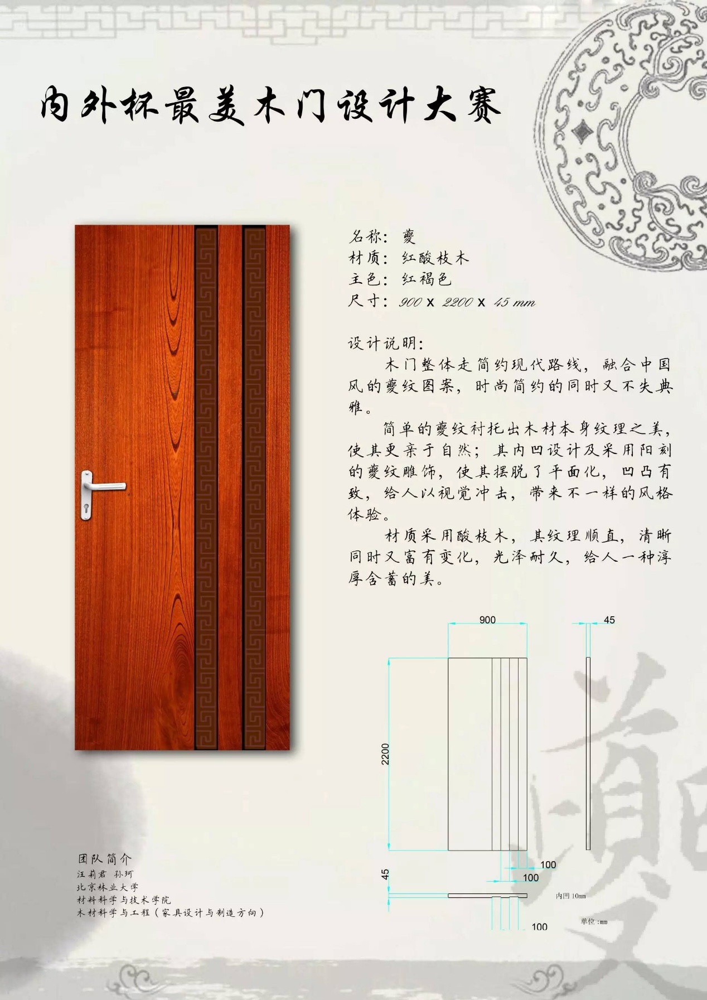 内外杯最美木门设计大赛
名称：夔
材质：红酸枝木
主色：红褐色
尺寸：900 x 2200 x 45 mm
设计说明：
木门整体走简约现代路线，融合中国
风的夔纹图案，时尚简约的同时又不失典
雅。
简单的夔纹衬托出木材本身纹理之美，
使其更亲于自然；其内凹设计及采用阳刻
的夔纹雕饰，使其摆脱了平面化，凹凸有
致，给人以视觉冲击，带来不一样的风格
体验。
材质采用酸枝木，其纹理顺直，清晰
同时又富有变化，光泽耐久，给人一种淳
厚含蓄的美。
900
45
2200
100
100
45
内凹10mm
单位:mm
100
夔
团队简介
汪莉君 孙珂
北京林业大学
材料科学与技术学院
木材科学与工程（家具设计与制造方向）